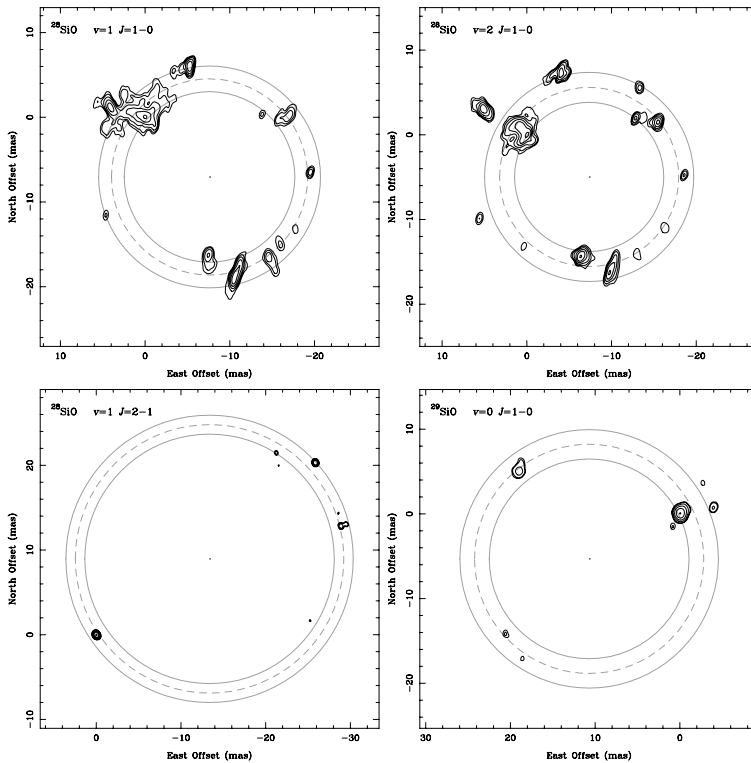 ²⁸SiO v=1 J=1-0
10
0
-10
-20
North Offset (mas)
10 0 -10 -20
East Offset (mas)
²⁸SiO v=2 J=1-0
10
0
-10
-20
North Offset (mas)
10 0 -10 -20
East Offset (mas)
²⁸SiO v=1 J=2-1
20
10
0
-10
North Offset (mas)
0 -10 -20 -30
East Offset (mas)
²⁹SiO v=0 J=1-0
10
0
-10
-20
North Offset (mas)
30 20 10 0
East Offset (mas)